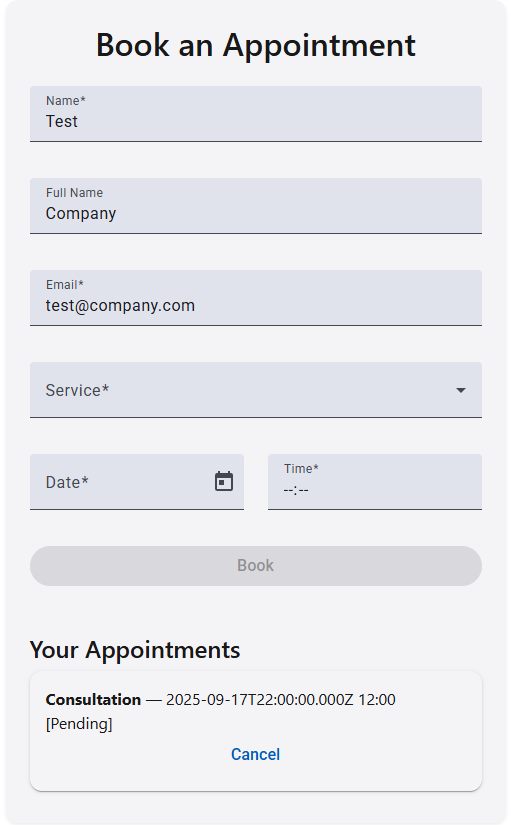 Book an Appointment
Name*
Test
Full Name
Company
Email*
test@company.com
Service*
Date*
Time*
--:--
Book
Your Appointments
Consultation — 2025-09-17T22:00:00.000Z 12:00
[Pending]
Cancel